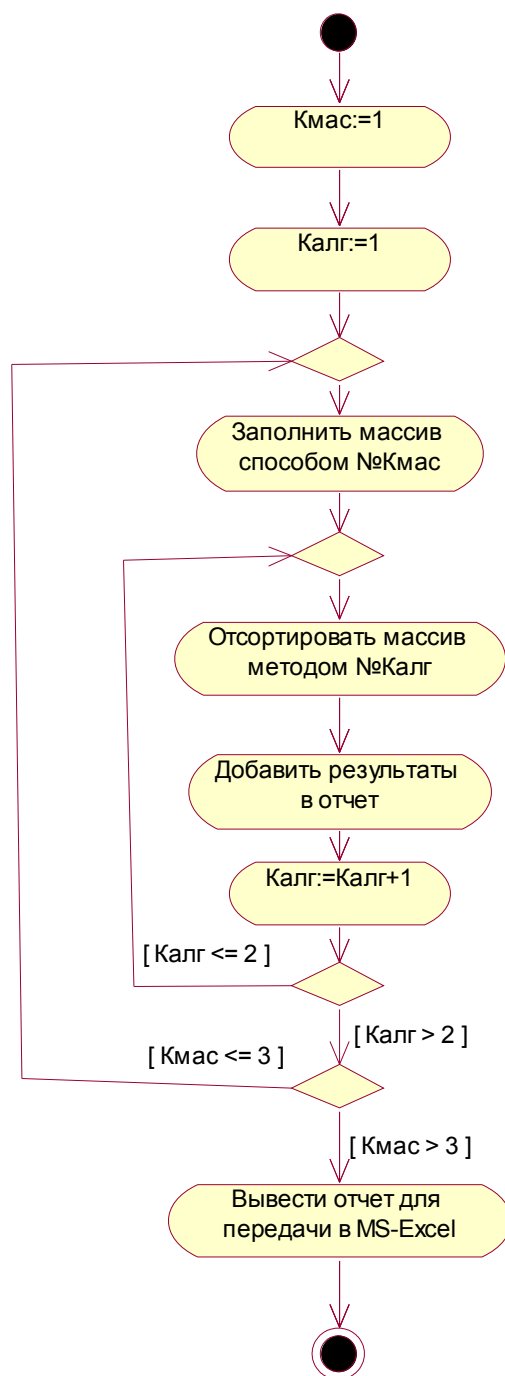 Кмас:=1
Калг:=1
Заполнить массив
способом №Кмас
Отсортировать массив
методом №Калг
Добавить результаты
в отчет
Калг:=Калг+1
[ Калг <= 2 ]
[ Калг > 2 ]
[ Кмас <= 3 ]
[ Кмас > 3 ]
Вывести отчет для
передачи в MS-Excel